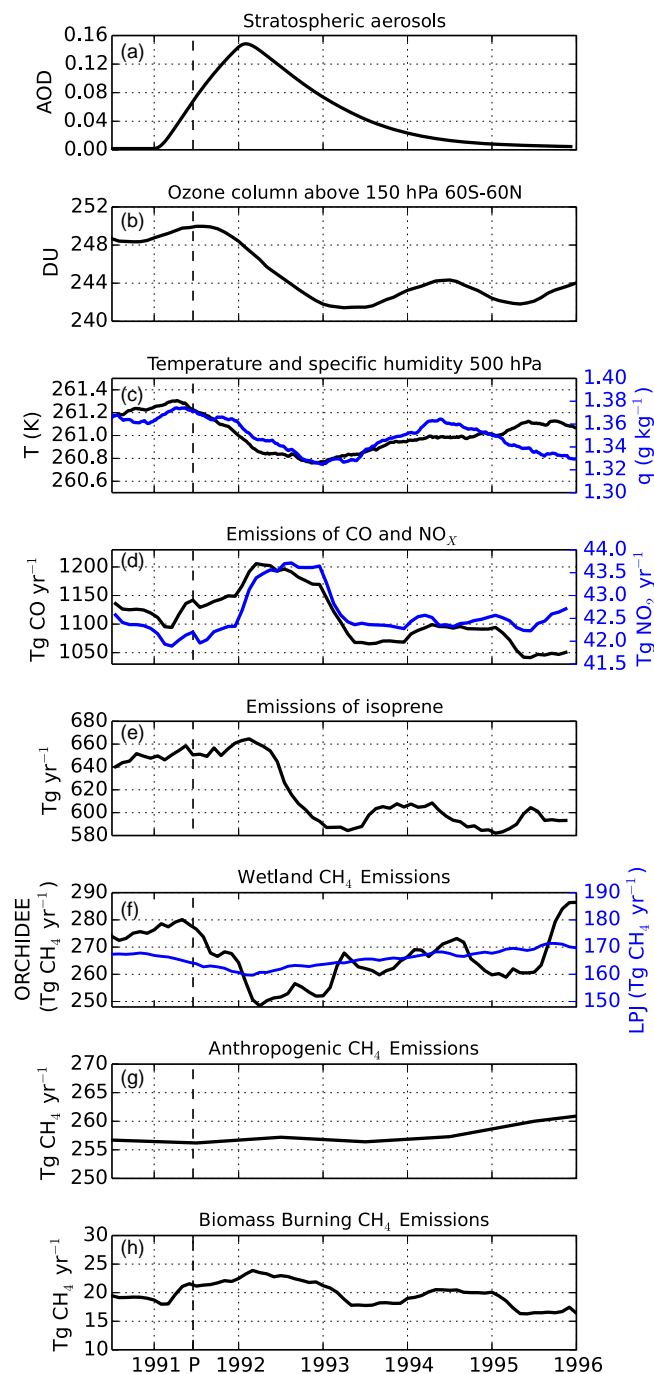 Stratospheric aerosols
(a)
AOD
0.16
0.12
0.08
0.04
0.00
Ozone column above 150 hPa 60S-60N
(b)
DU
252
248
244
240
Temperature and specific humidity 500 hPa
(c)
T (K)
261.4
261.2
261.0
260.8
260.6
1.40
1.38
1.36
1.34
1.32
1.30
q (g kg⁻¹)
Emissions of CO and NOX
(d)
Tg CO yr⁻¹
1200
1150
1100
1050
44.0
43.5
43.0
42.5
42.0
41.5
Tg NO₂ yr⁻¹
Emissions of isoprene
(e)
Tg yr⁻¹
680
660
640
620
600
580
Wetland CH₄ Emissions
(f)
ORCHIDEE
(Tg CH₄ yr⁻¹)
290
280
270
260
250
190
180
170
160
150
LPJ (Tg CH₄ yr⁻¹)
Anthropogenic CH₄ Emissions
(g)
Tg CH₄ yr⁻¹
270
265
260
255
250
Biomass Burning CH₄ Emissions
(h)
Tg CH₄ yr⁻¹
30
25
20
15
10
1991 P 1992 1993 1994 1995 1996